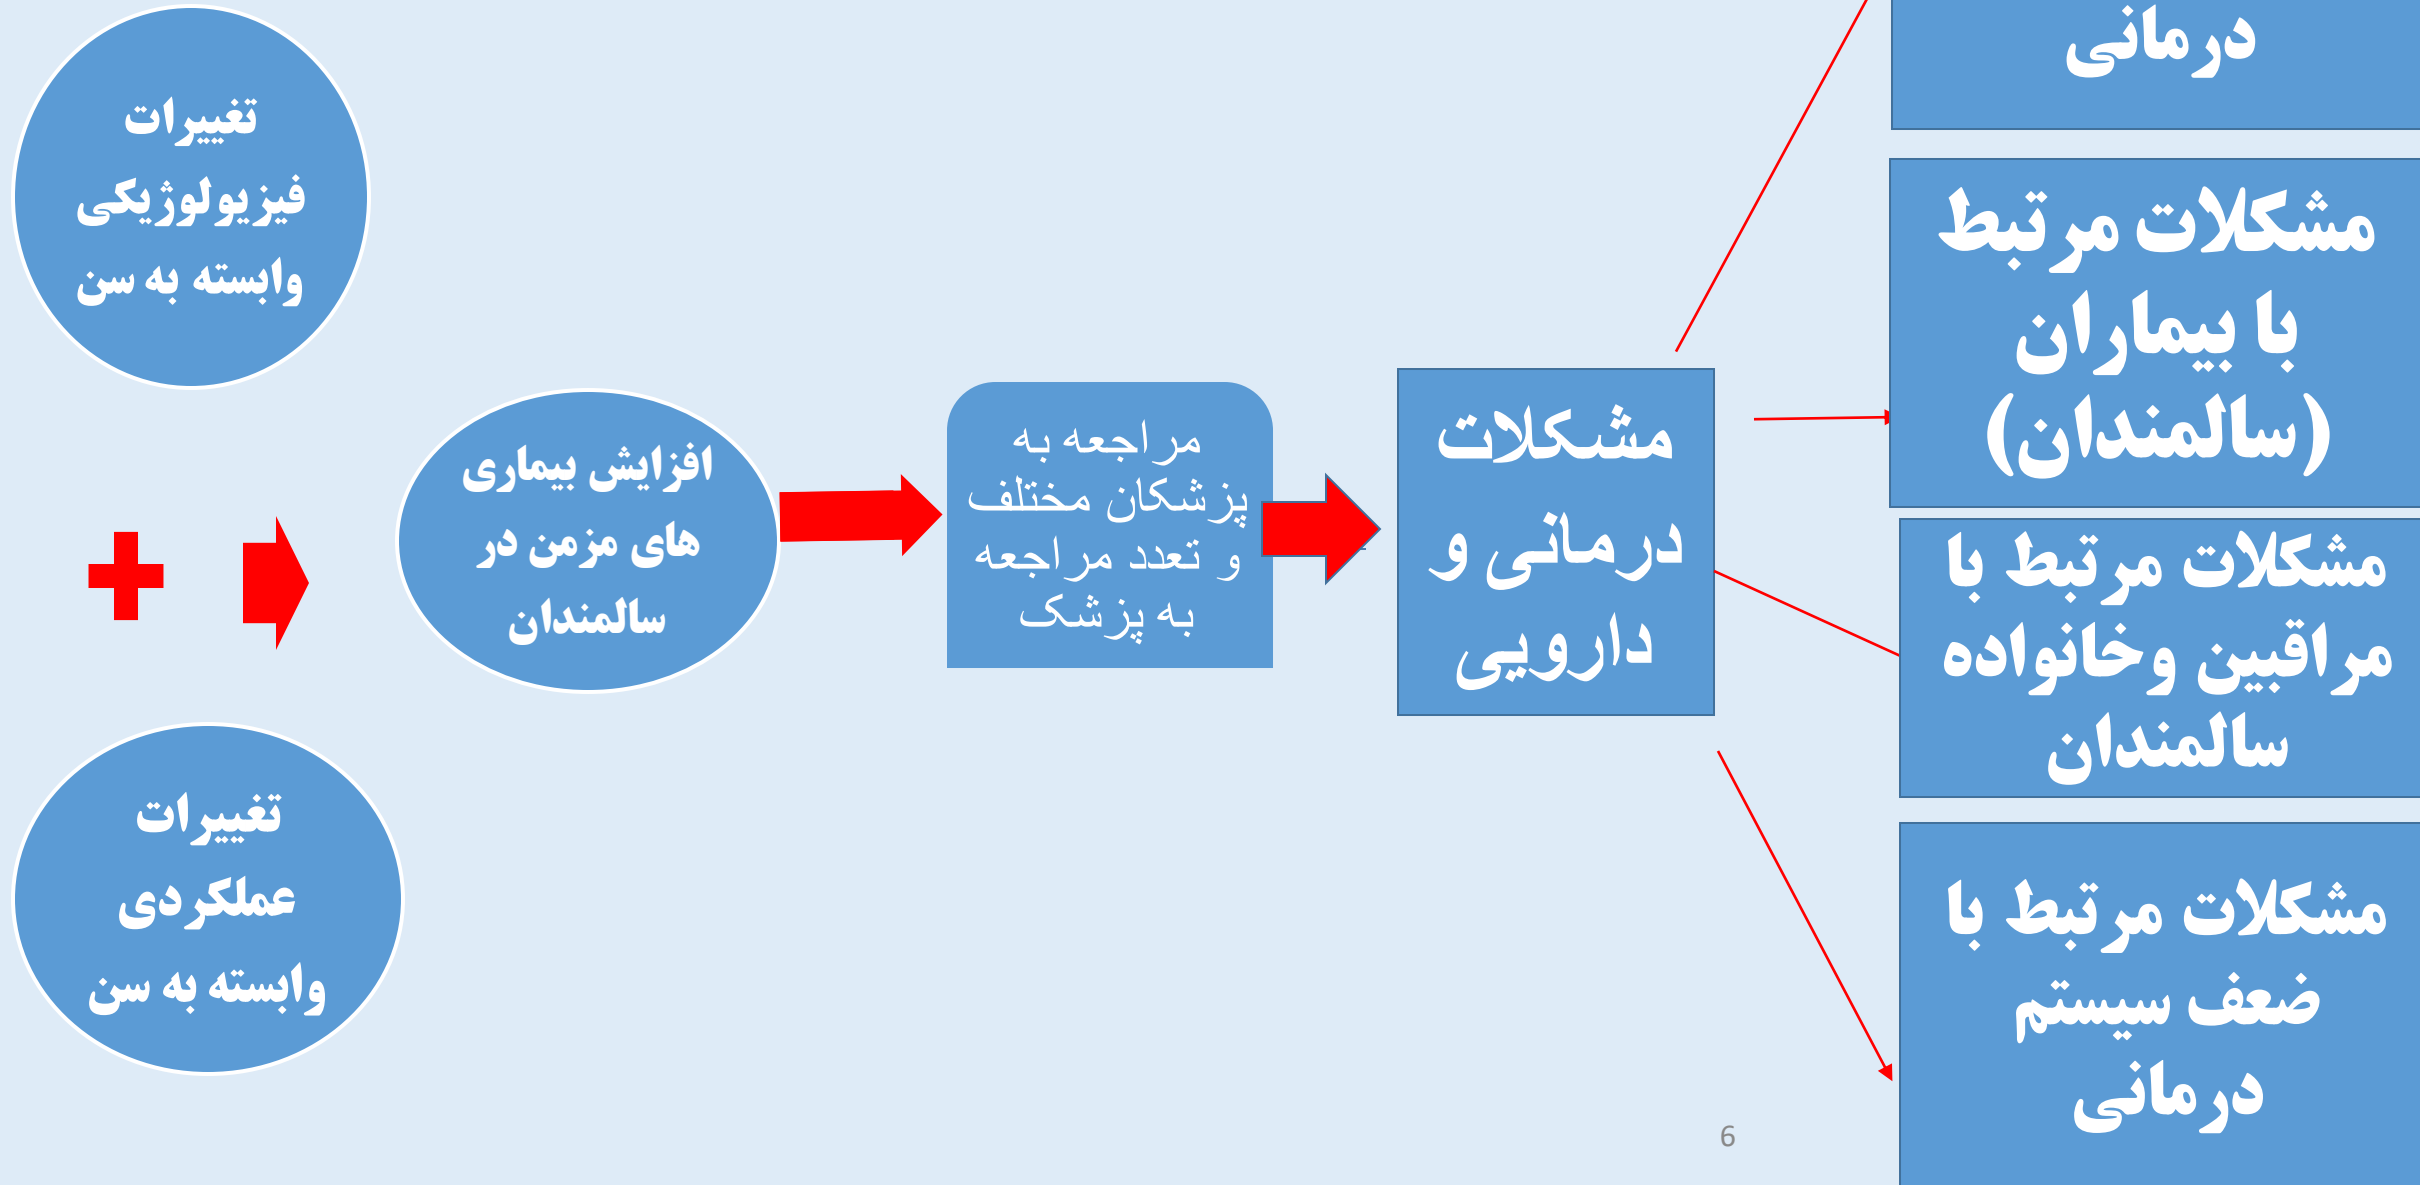 تغییرات
فیزیولوژیکی
وابسته به سن
تغییرات
عملکردی
وابسته به سن
افزایش بیماری
های مزمن در
سالمندان
مراجعه به
پزشکان مختلف
و تعدد مراجعه
به پزشک
مشکلات
درمانی و
دارویی
درمانی
مشکلات مرتبط
با بیماران
(سالمندان)
مشکلات مرتبط با
مراقبین وخانواده
سالمندان
مشکلات مرتبط با
ضعف سیستم
درمانی
6